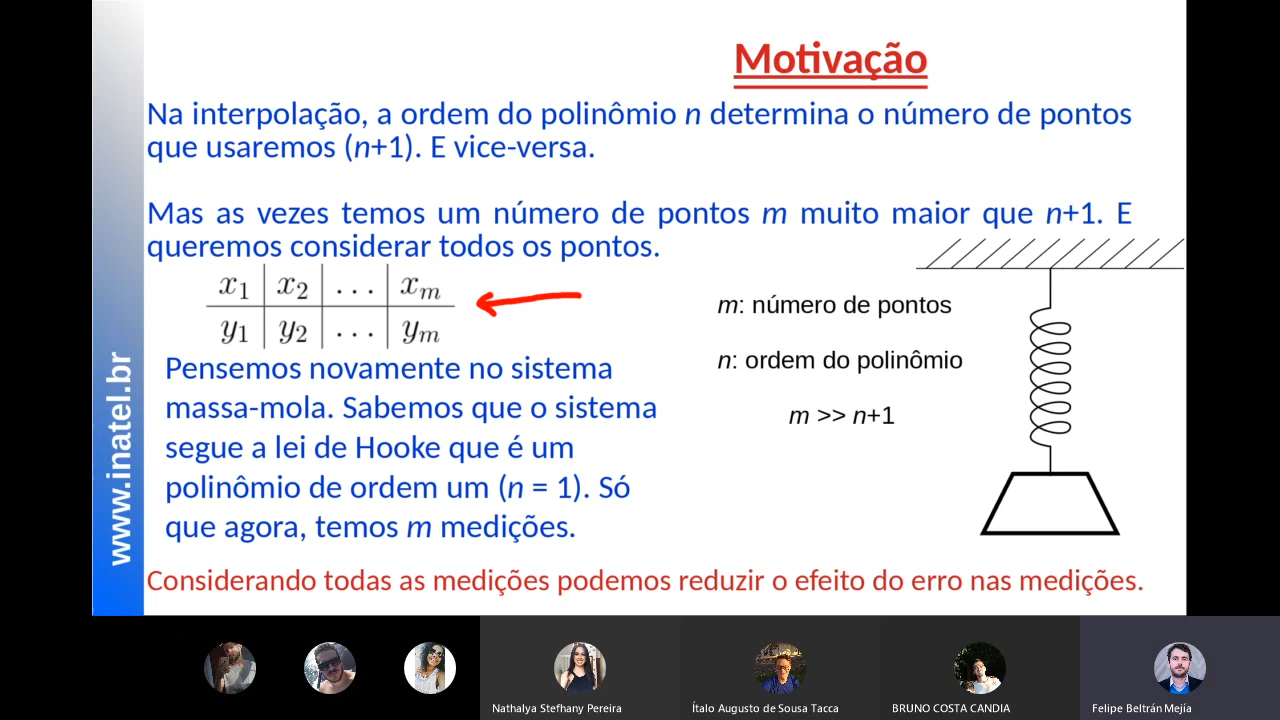 Motivação
Na interpolação, a ordem do polinômio n determina o número de pontos
que usaremos (n+1). E vice-versa.
Mas as vezes temos um número de pontos m muito maior que n+1. E
queremos considerar todos os pontos.
x₁ x₂ ... xₘ
y₁ y₂ ... yₘ
m: número de pontos
n: ordem do polinômio
m >> n+1
Pensemos novamente no sistema
massa-mola. Sabemos que o sistema
segue a lei de Hooke que é um
polinômio de ordem um (n = 1). Só
que agora, temos m medições.
Considerando todas as medições podemos reduzir o efeito do erro nas medições.
www.inatel.br
Nathalya Stefhany Pereira
Ítalo Augusto de Sousa Tacca
BRUNO COSTA CANDIA
Felipe Beltrán Mejía